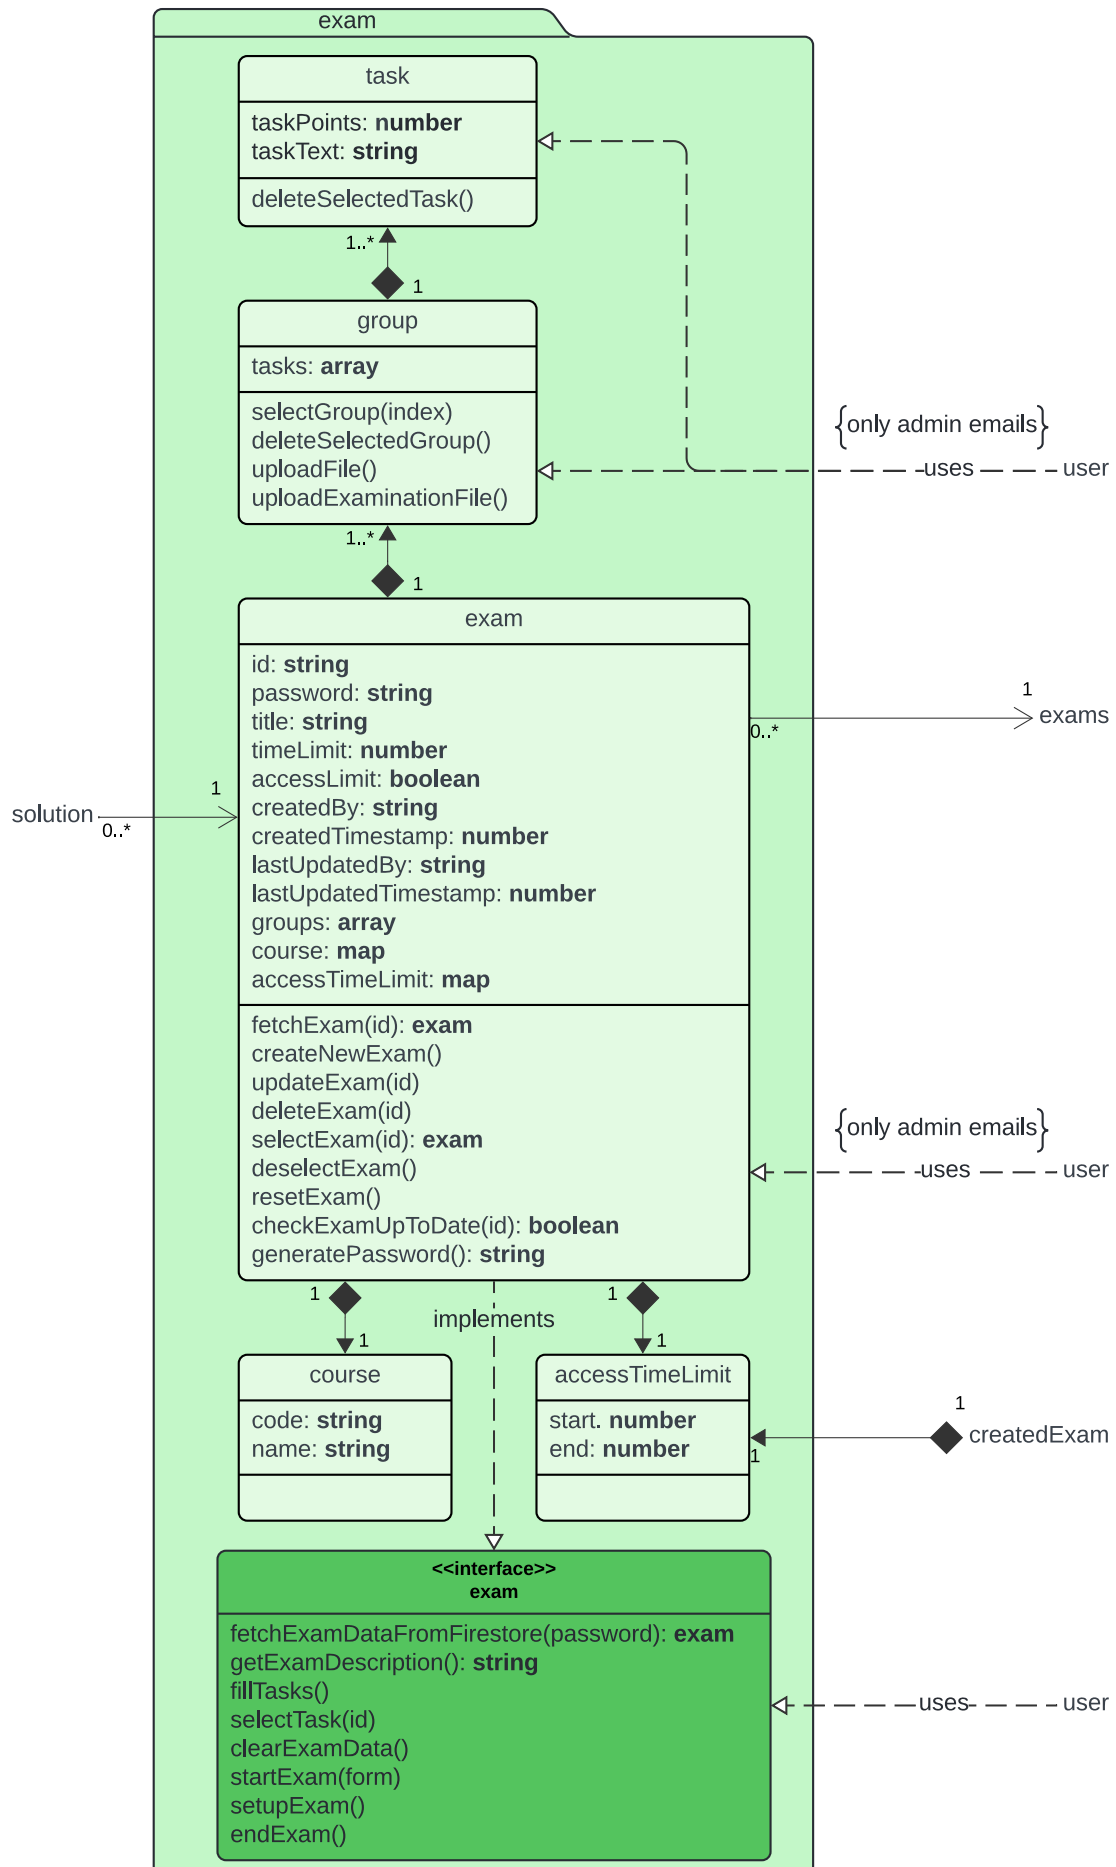 exam
task
taskPoints: number
taskText: string
deleteSelectedTask()
1..*
1
group
tasks: array
selectGroup(index)
deleteSelectedGroup()
uploadFile()
uploadExaminationFile()
{only admin emails}
uses
user
1..*
1
exam
id: string
password: string
title: string
timeLimit: number
accessLimit: boolean
createdBy: string
createdTimestamp: number
lastUpdatedBy: string
lastUpdatedTimestamp: number
groups: array
course: map
accessTimeLimit: map
1
exams
0..*
1
solution
0..*
fetchExam(id): exam
createNewExam()
updateExam(id)
deleteExam(id)
selectExam(id): exam
deselectExam()
resetExam()
checkExamUpToDate(id): boolean
generatePassword(): string
{only admin emails}
uses
user
1
implements
1
1
1
course
code: string
name: string
accessTimeLimit
start. number
end: number
1
createdExam
1
<<interface>>
exam
fetchExamDataFromFirestore(password): exam
getExamDescription(): string
fillTasks()
selectTask(id)
clearExamData()
startExam(form)
setupExam()
endExam()
uses
user